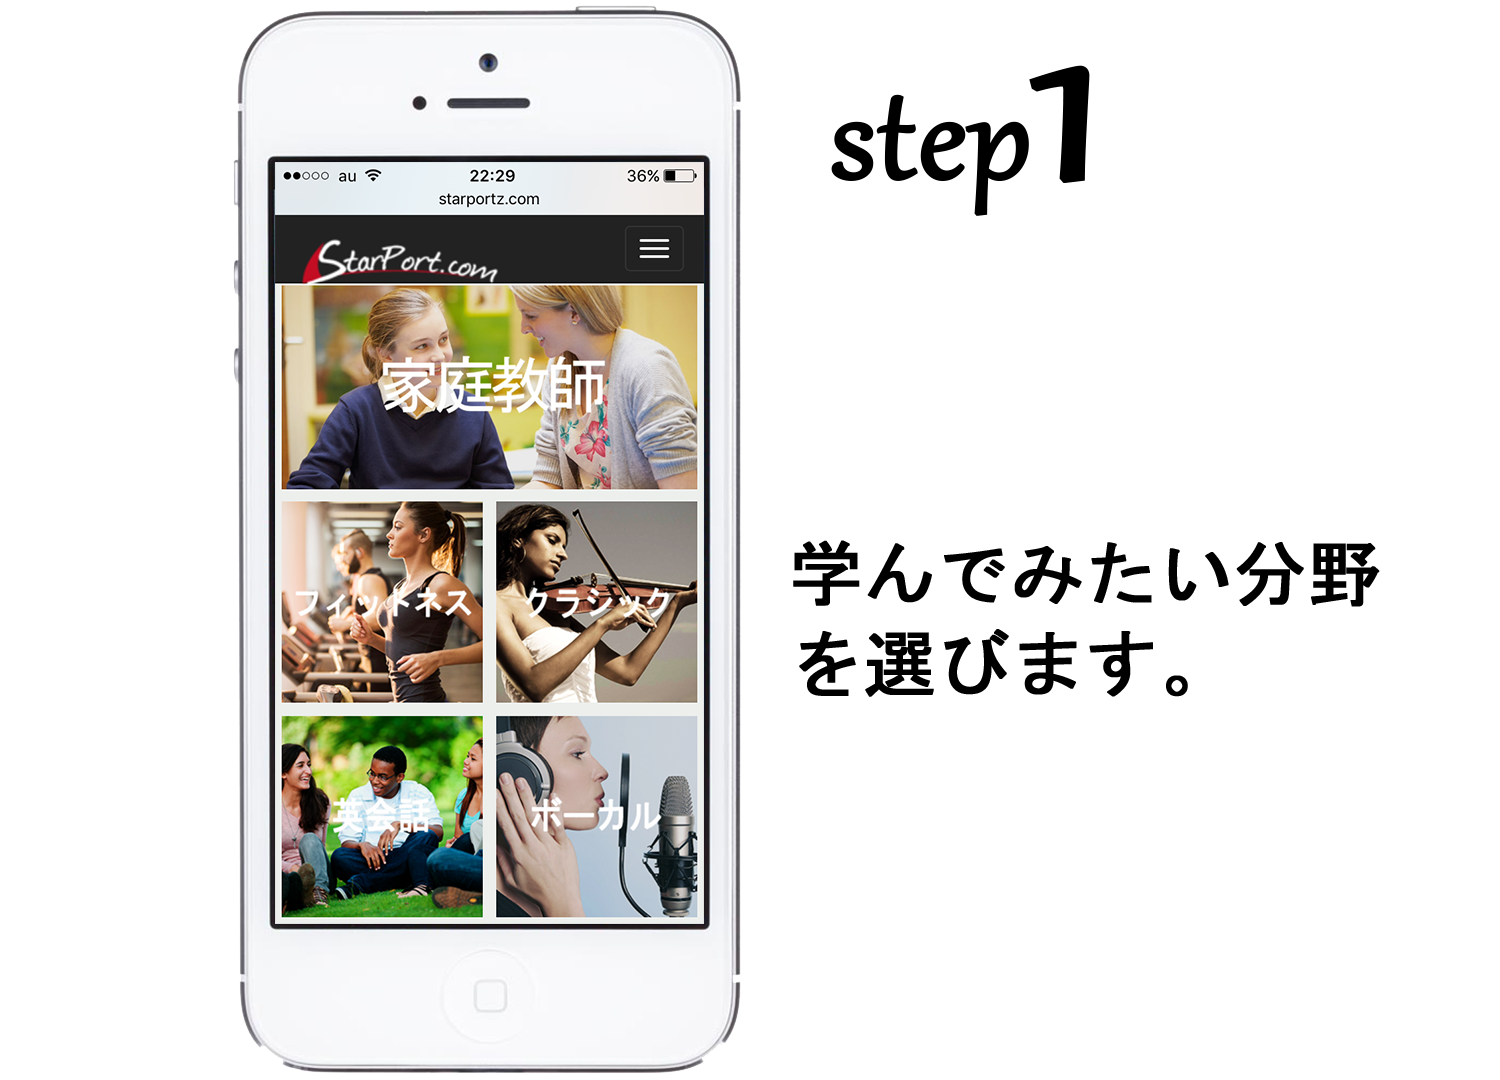 step1
au 22:29 36%
starportz.com
StarPort.com
家庭教師
フィットネス クラシック
英会話 ボーカル
学んでみたい分野
を選びます。